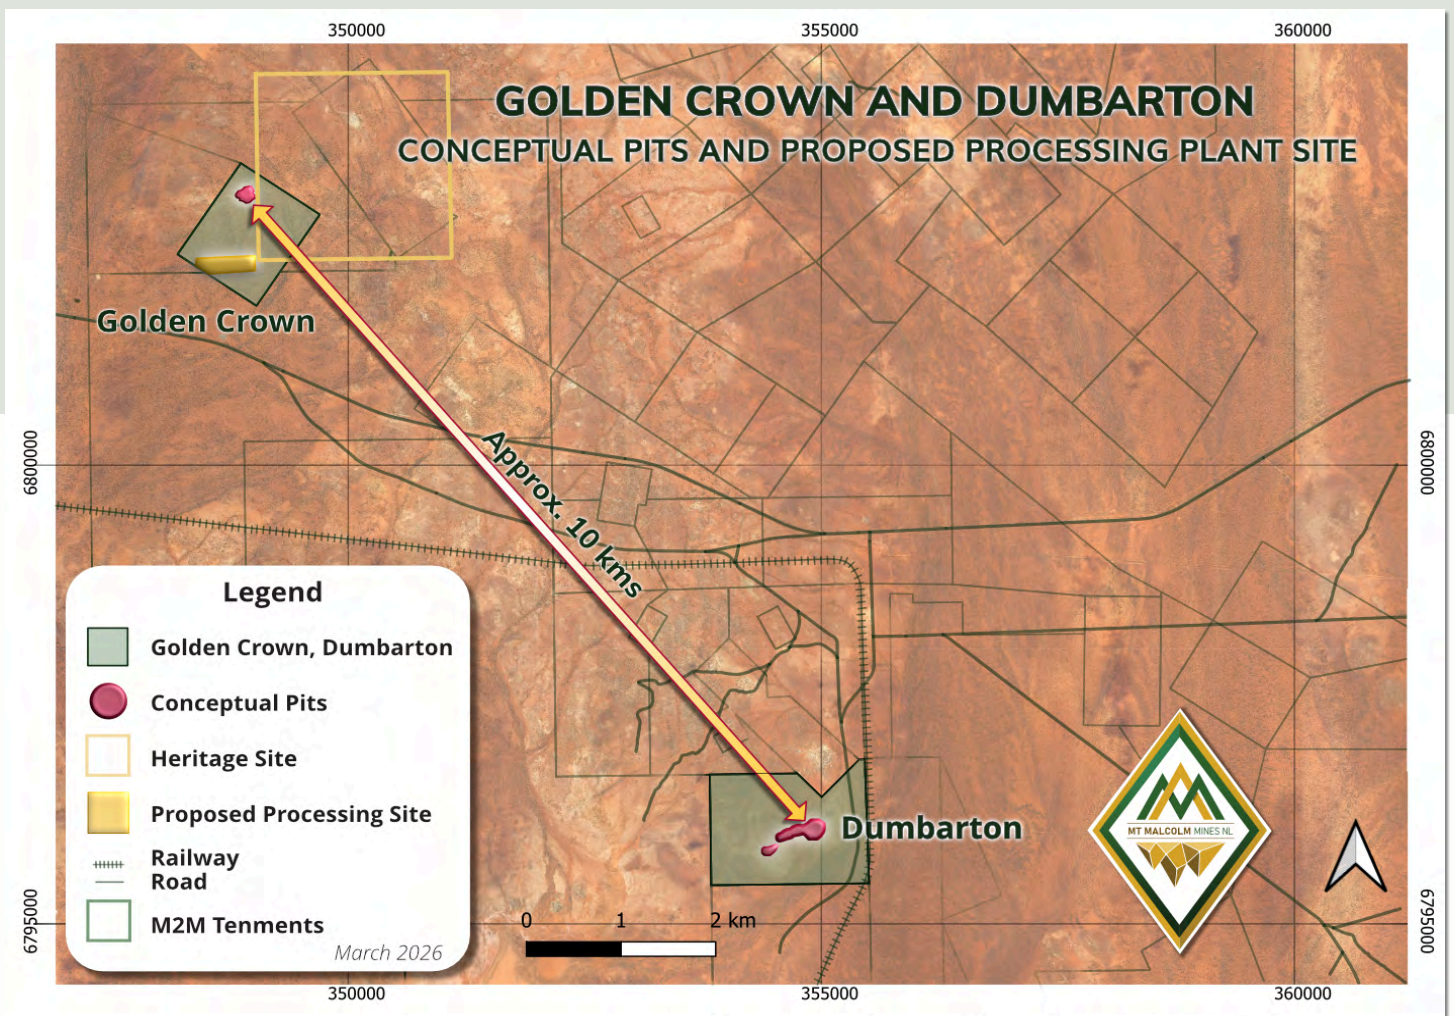 350000
355000
360000
GOLDEN CROWN AND DUMBARTON
CONCEPTUAL PITS AND PROPOSED PROCESSING PLANT SITE
Golden Crown
6800000
6800000
Approx. 10 kms
Legend
Golden Crown, Dumbarton
Conceptual Pits
Heritage Site
Proposed Processing Site
Railway
Road
M2M Tenments
March 2026
Dumbarton
MT MALCOLM MINES NL
0 1 2 km
6795000
6795000
350000
355000
360000